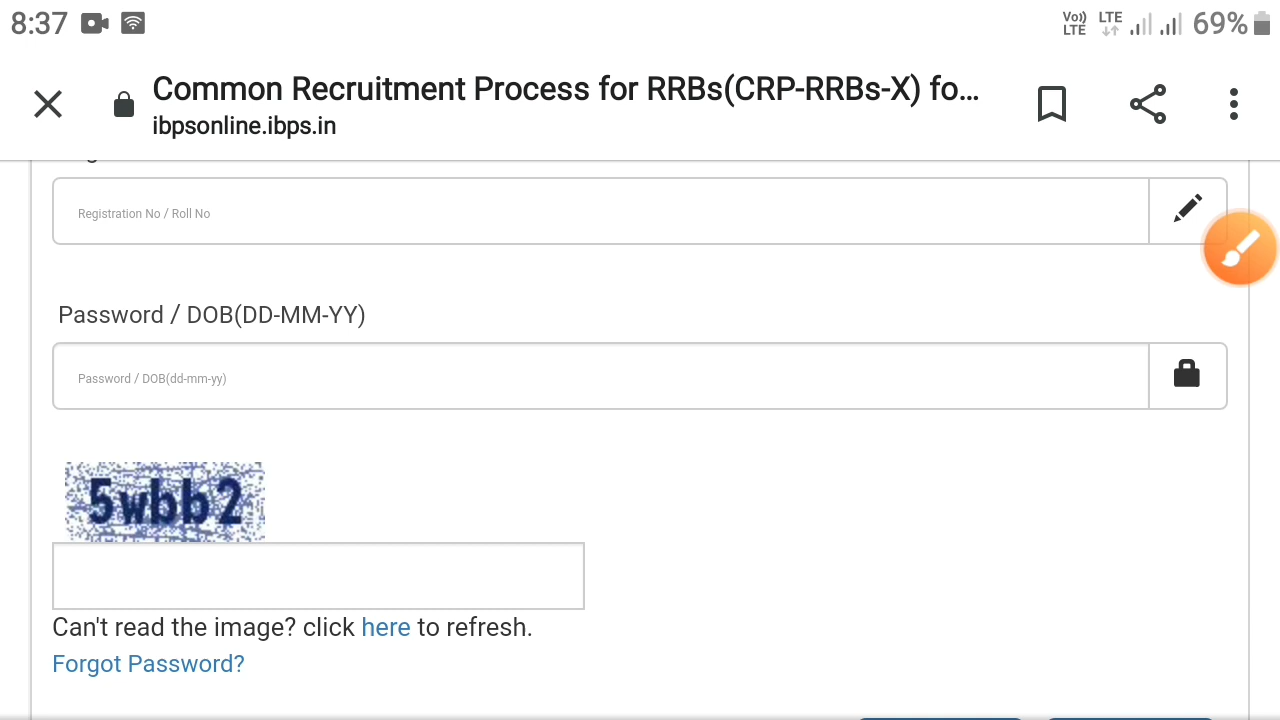 8:37
Vo)) LTE LTE 69%
Common Recruitment Process for RRBs(CRP-RRBs-X) fo...
ibpsonline.ibps.in
Registration No / Roll No
Password / DOB(DD-MM-YY)
Password / DOB(dd-mm-yy)
5wbb2
Can't read the image? click here to refresh.
Forgot Password?